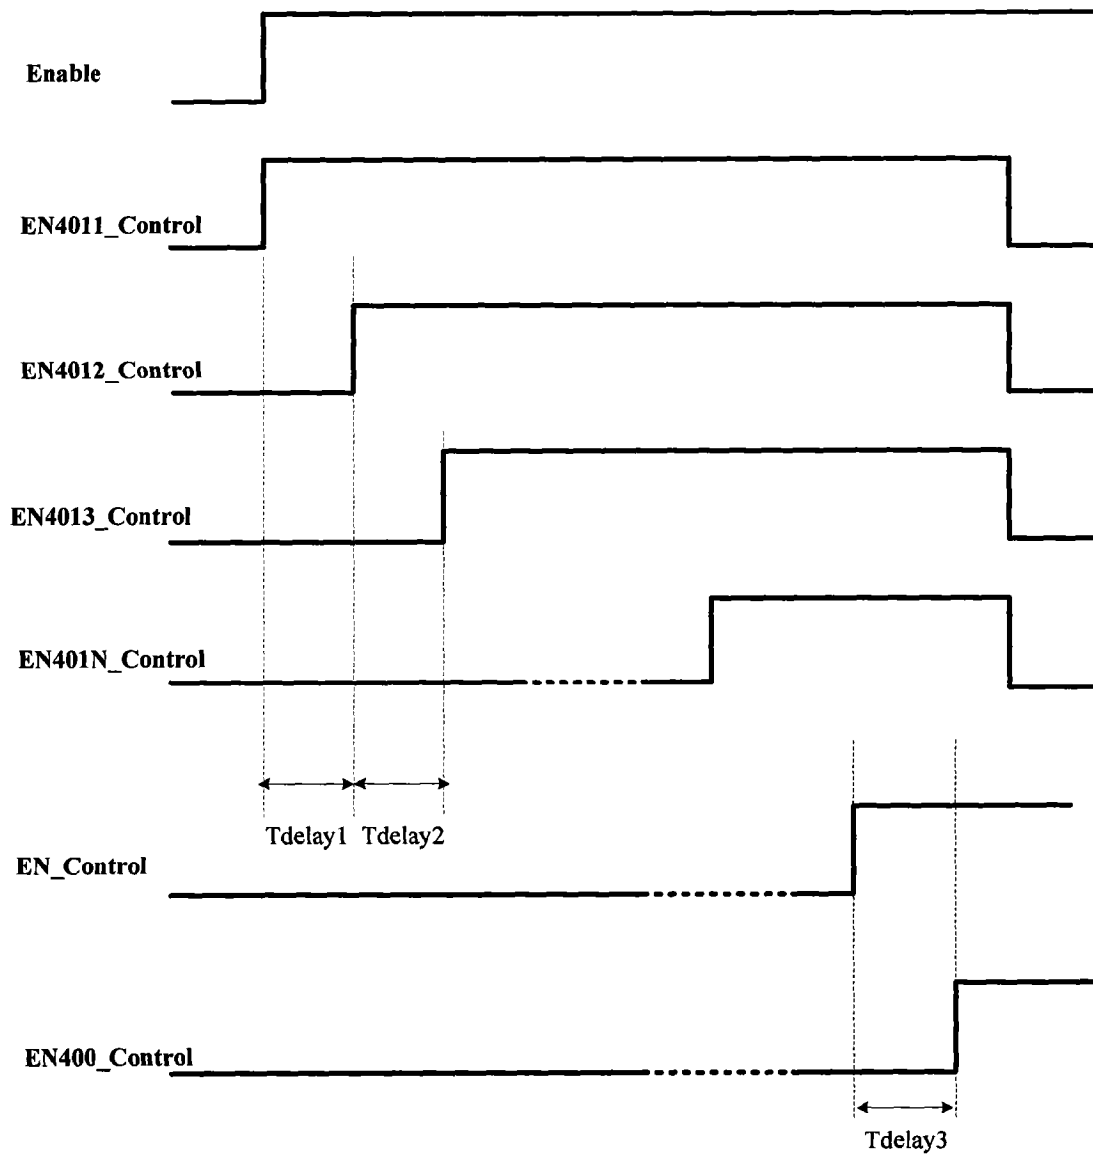 Enable
EN4011_Control
EN4012_Control
EN4013_Control
EN401N_Control
Tdelay1 Tdelay2
EN_Control
EN400_Control
Tdelay3